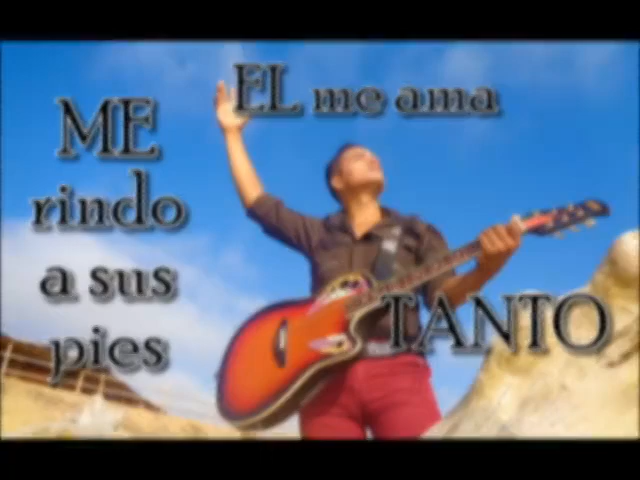 EL me ama
ME
rindo
a sus
pies
TANTO